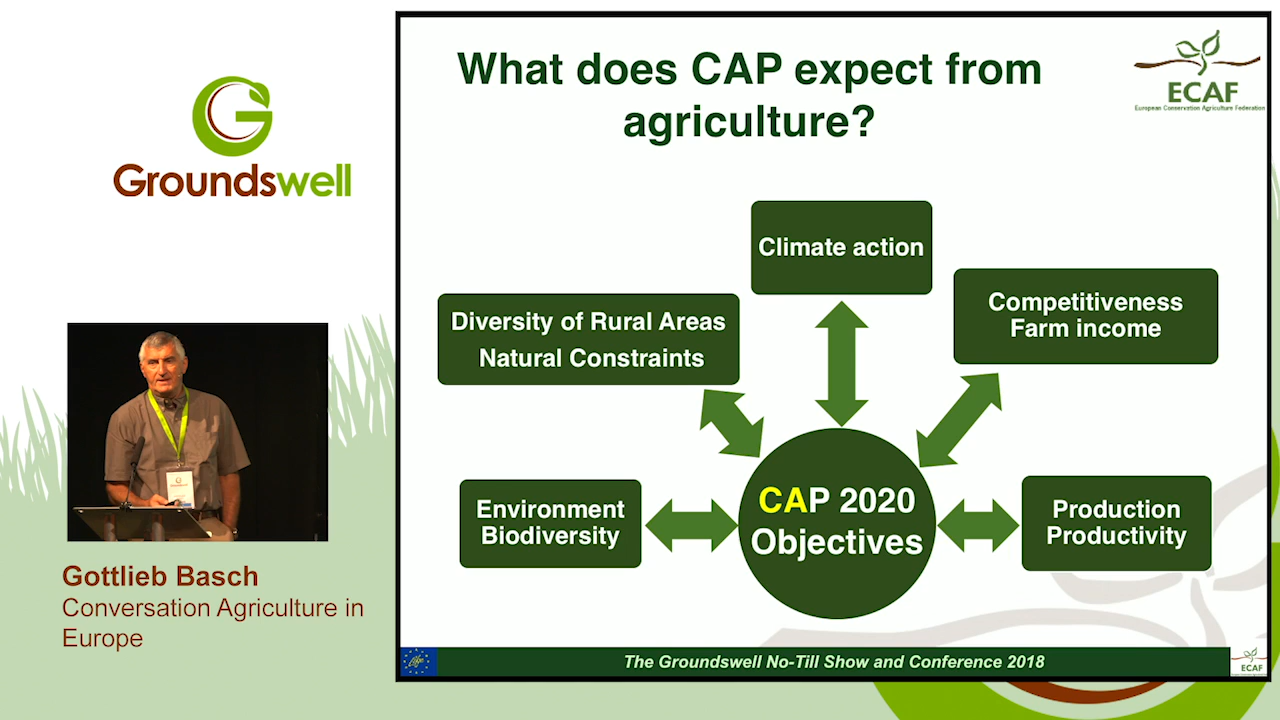 Groundswell
Gottlieb Basch
Conversation Agriculture in
Europe
What does CAP expect from
agriculture?
ECAF
European Conservation Agriculture Federation
Climate action
Diversity of Rural Areas
Natural Constraints
Competitiveness
Farm income
Environment
Biodiversity
CAP 2020
Objectives
Production
Productivity
life
The Groundswell No-Till Show and Conference 2018
ECAF